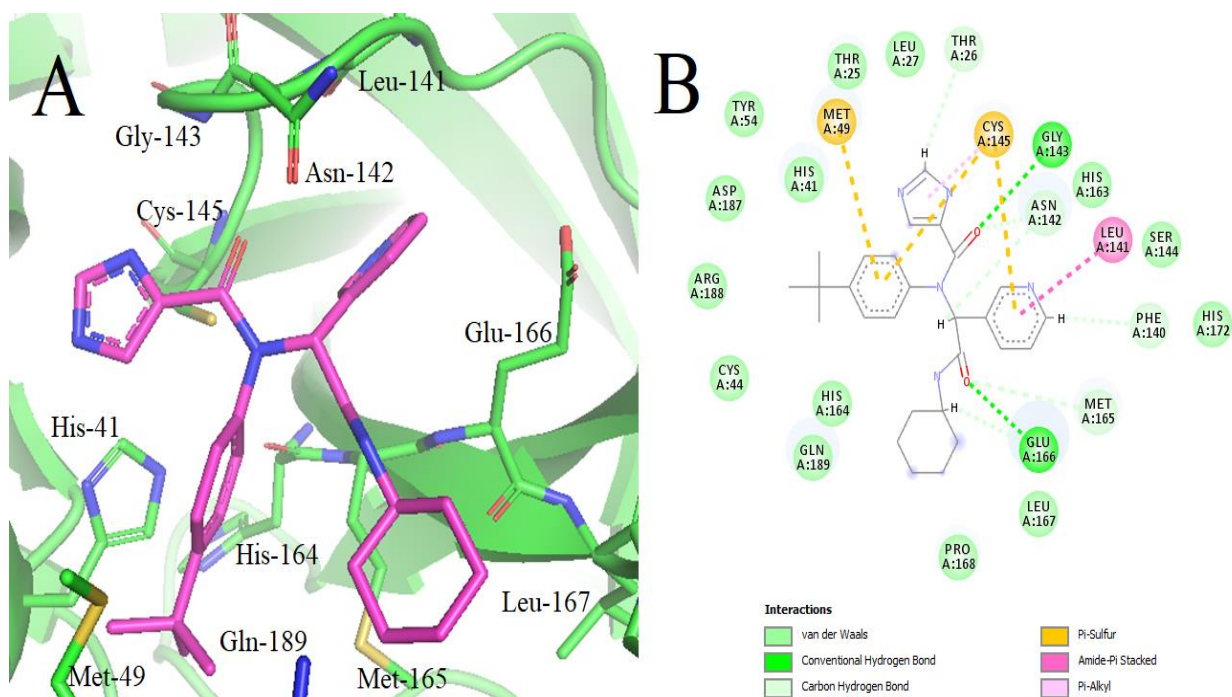 A
Leu-141
Gly-143
Asn-142
Cys-145
Glu-166
His-41
His-164
Leu-167
Gln-189
Met-49
Met-165
B
THR
A:26
LEU
A:27
THR
A:25
TYR
A:54
MET
A:49
CYS
A:145
GLY
A:143
H
HIS
A:41
HIS
A:163
ASP
A:187
N
N
O
ASN
A:142
LEU
A:141
SER
A:144
ARG
A:188
N
N
H
H
PHE
A:140
HIS
A:172
CYS
A:44
N
O
H
HIS
A:164
MET
A:165
GLN
A:189
GLU
A:166
LEU
A:167
PRO
A:168
Interactions
van der Waals
Conventional Hydrogen Bond
Carbon Hydrogen Bond
Pi-Sulfur
Amide-Pi Stacked
Pi-Alkyl